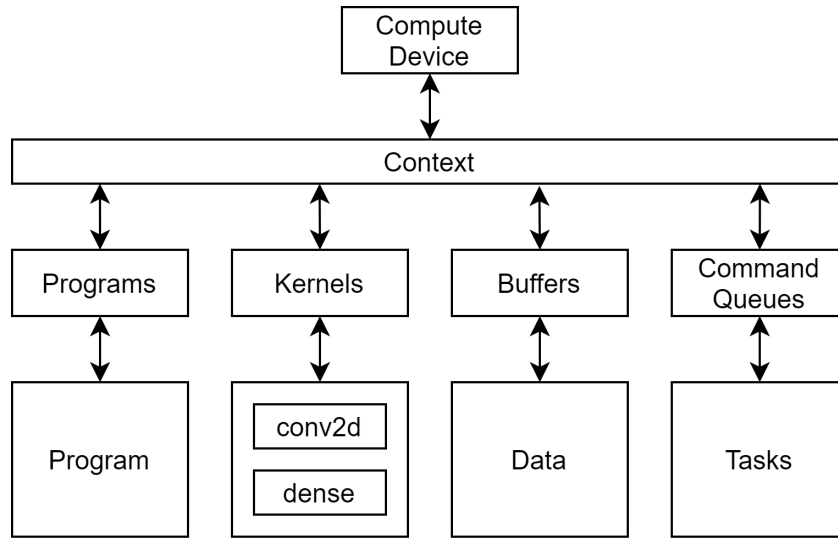 Compute
Device
Context
Programs
Kernels
Buffers
Command
Queues
Program
conv2d
dense
Data
Tasks